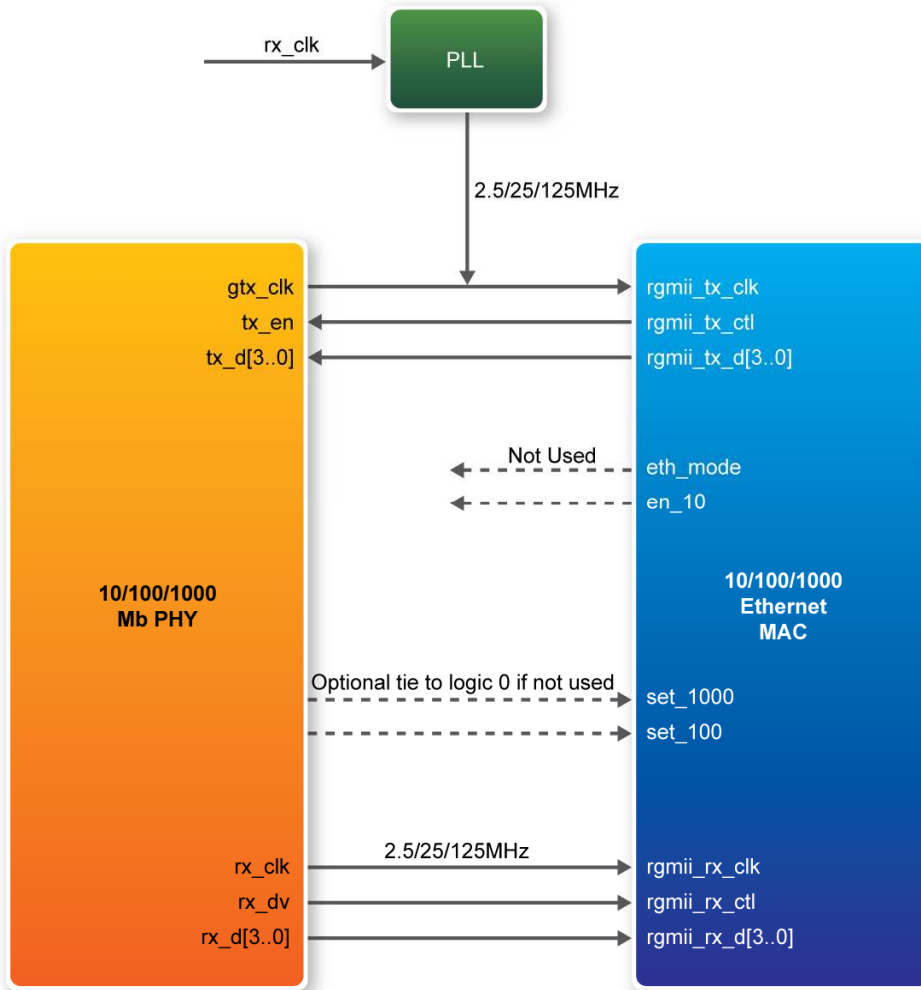 rx_clk
PLL
2.5/25/125MHz
gtx_clk
rgmii_tx_clk
tx_en
rgmii_tx_ctl
tx_d[3..0]
rgmii_tx_d[3..0]
Not Used
eth_mode
en_10
10/100/1000
Mb PHY
10/100/1000
Ethernet
MAC
Optional tie to logic 0 if not used
set_1000
set_100
2.5/25/125MHz
rx_clk
rgmii_rx_clk
rx_dv
rgmii_rx_ctl
rx_d[3..0]
rgmii_rx_d[3..0]